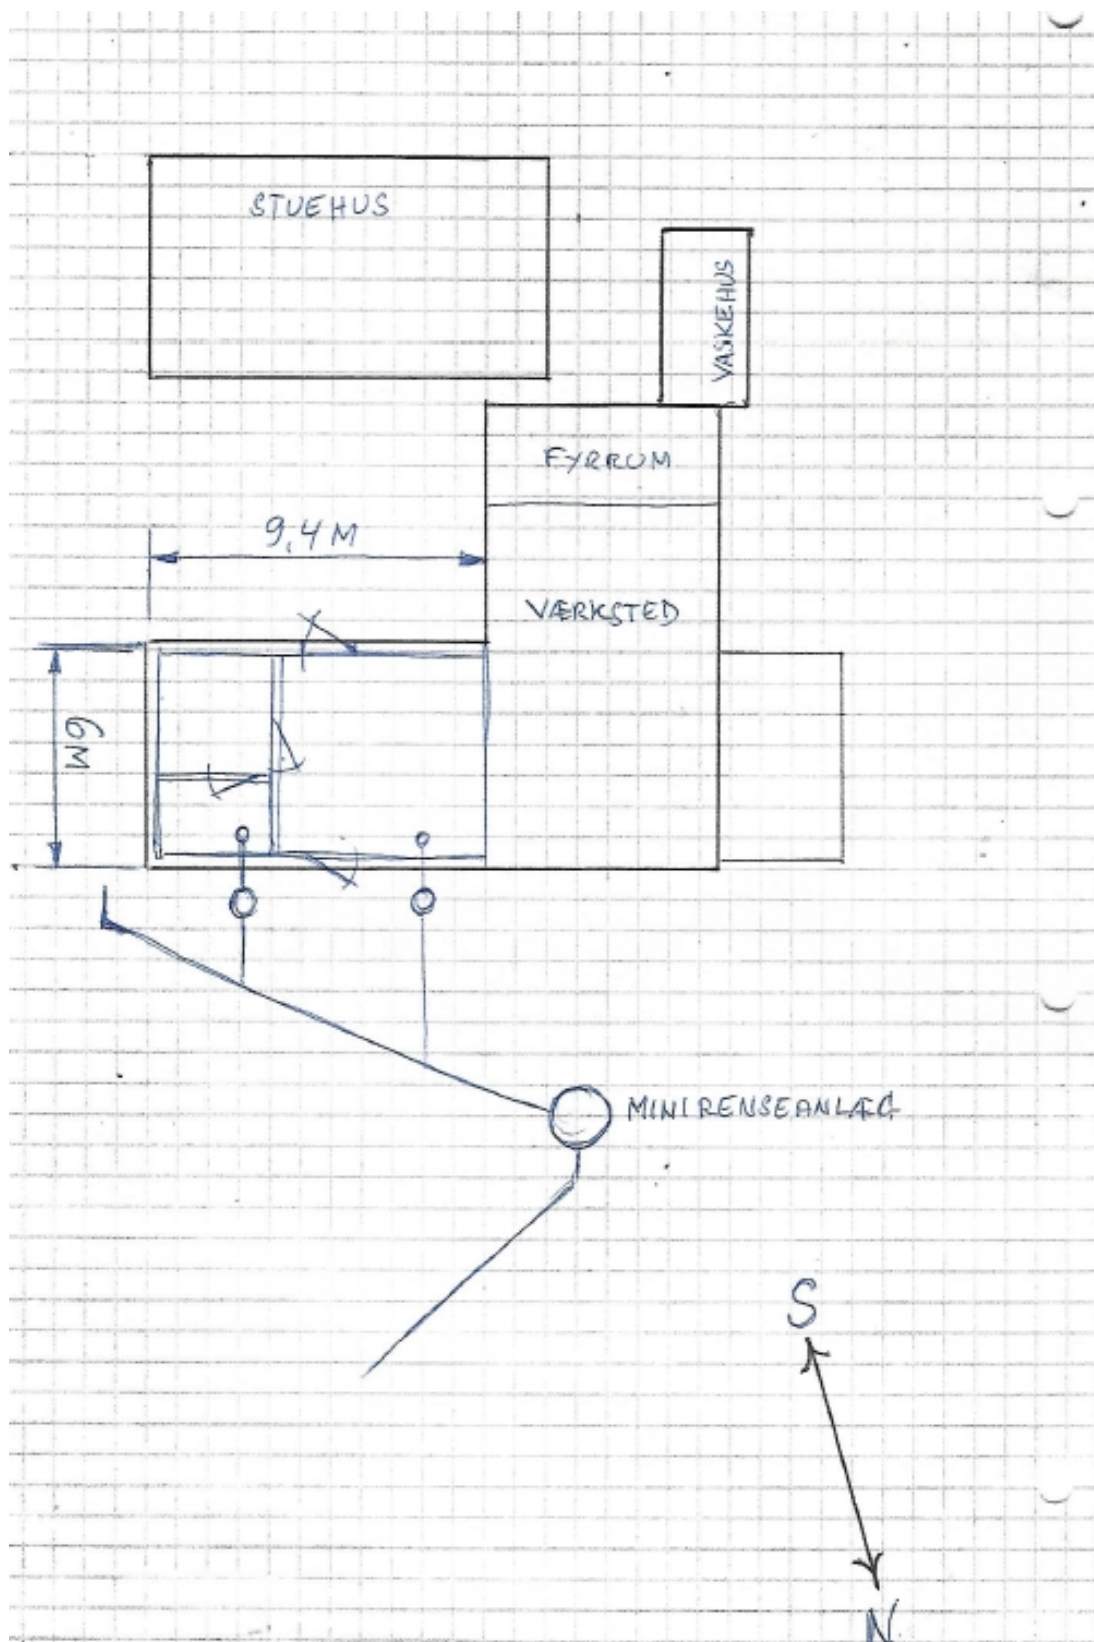 STUEHUS
VASKEHUS
FYRRUM
9,4 M
VÆRKSTED
6M
MINIRENSEANLÆG
S
N